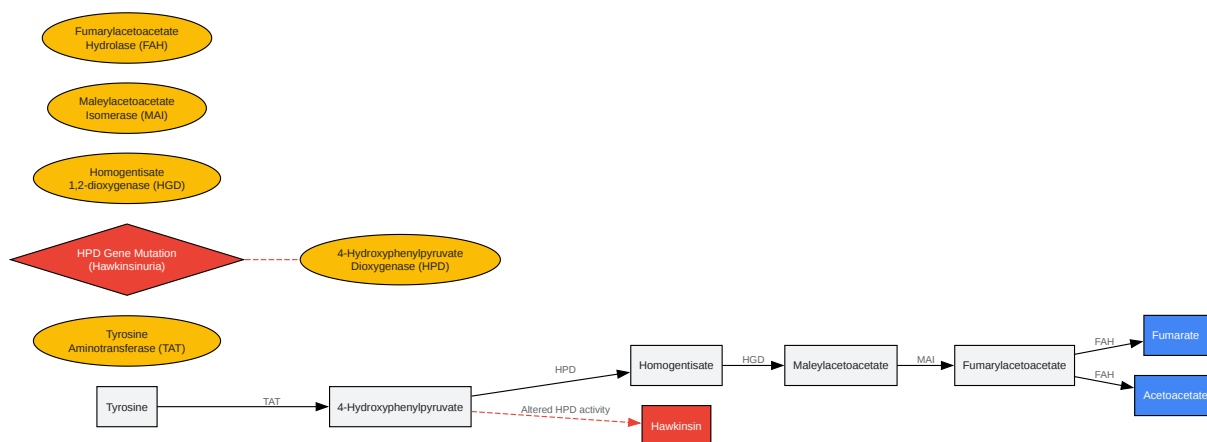 Fumarylacetoacetate
Hydrolase (FAH)
Maleylacetoacetate
Isomerase (MAI)
Homogentisate
1,2-dioxygenase (HGD)
HPD Gene Mutation
(Hawkinsinuria)
4-Hydroxyphenylpyruvate
Dioxygenase (HPD)
Tyrosine
Aminotransferase (TAT)
Tyrosine
TAT
4-Hydroxyphenylpyruvate
HPD
Altered HPD activity
Homogentisate
Hawkinsin
HGD
Maleylacetoacetate
MAI
Fumarylacetoacetate
FAH
FAH
Fumarate
Acetoacetate